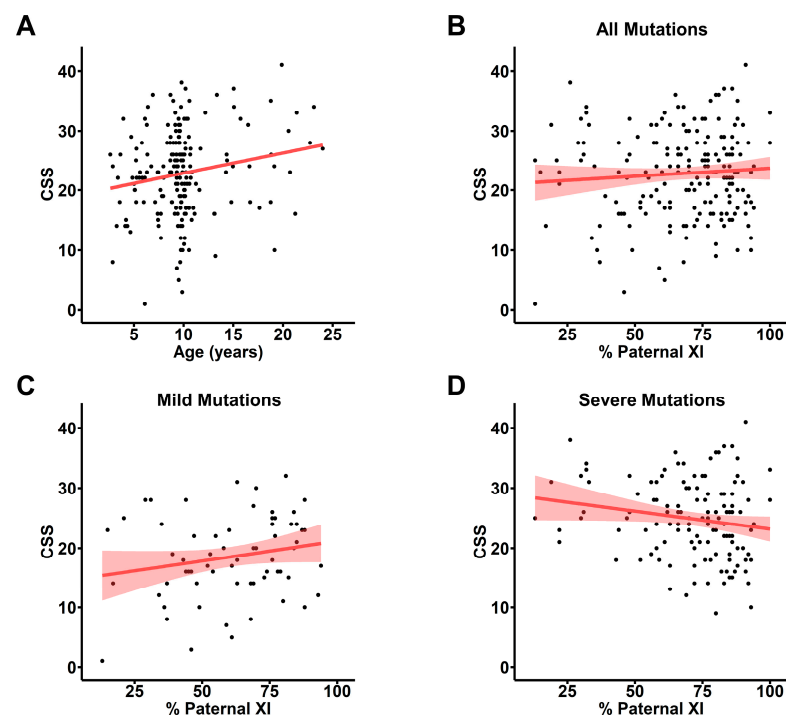 A
CSS
40
30
20
10
0
5 10 15 20 25
Age (years)
B
All Mutations
CSS
40
30
20
10
0
25 50 75 100
% Paternal XI
C
Mild Mutations
CSS
40
30
20
10
0
25 50 75 100
% Paternal XI
D
Severe Mutations
CSS
40
30
20
10
0
25 50 75 100
% Paternal XI